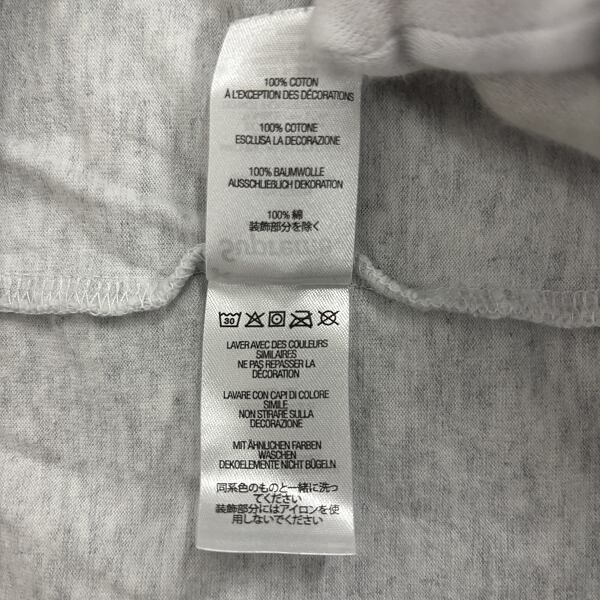 100% COTON
À L'EXCEPTION DES DÉCORATIONS
100% COTONE
ESCLUSA LA DECORAZIONE
100% BAUMWOLLE
AUSSCHLIEßLICH DEKORATION
100% 綿
装飾部分を除く
30
LAVER AVEC DES COULEURS
SIMILAIRES
NE PAS REPASSER LA
DÉCORATION
LAVARE CON CAPI DI COLORE
SIMILE
NON STIRARE SULLA
DECORAZIONE
MIT ÄHNLICHEN FARBEN
WASCHEN
DEKOELEMENTE NICHT BÜGELN
同系色のものと一緒に洗っ
てください
装飾部分にはアイロンを使
用しないでください